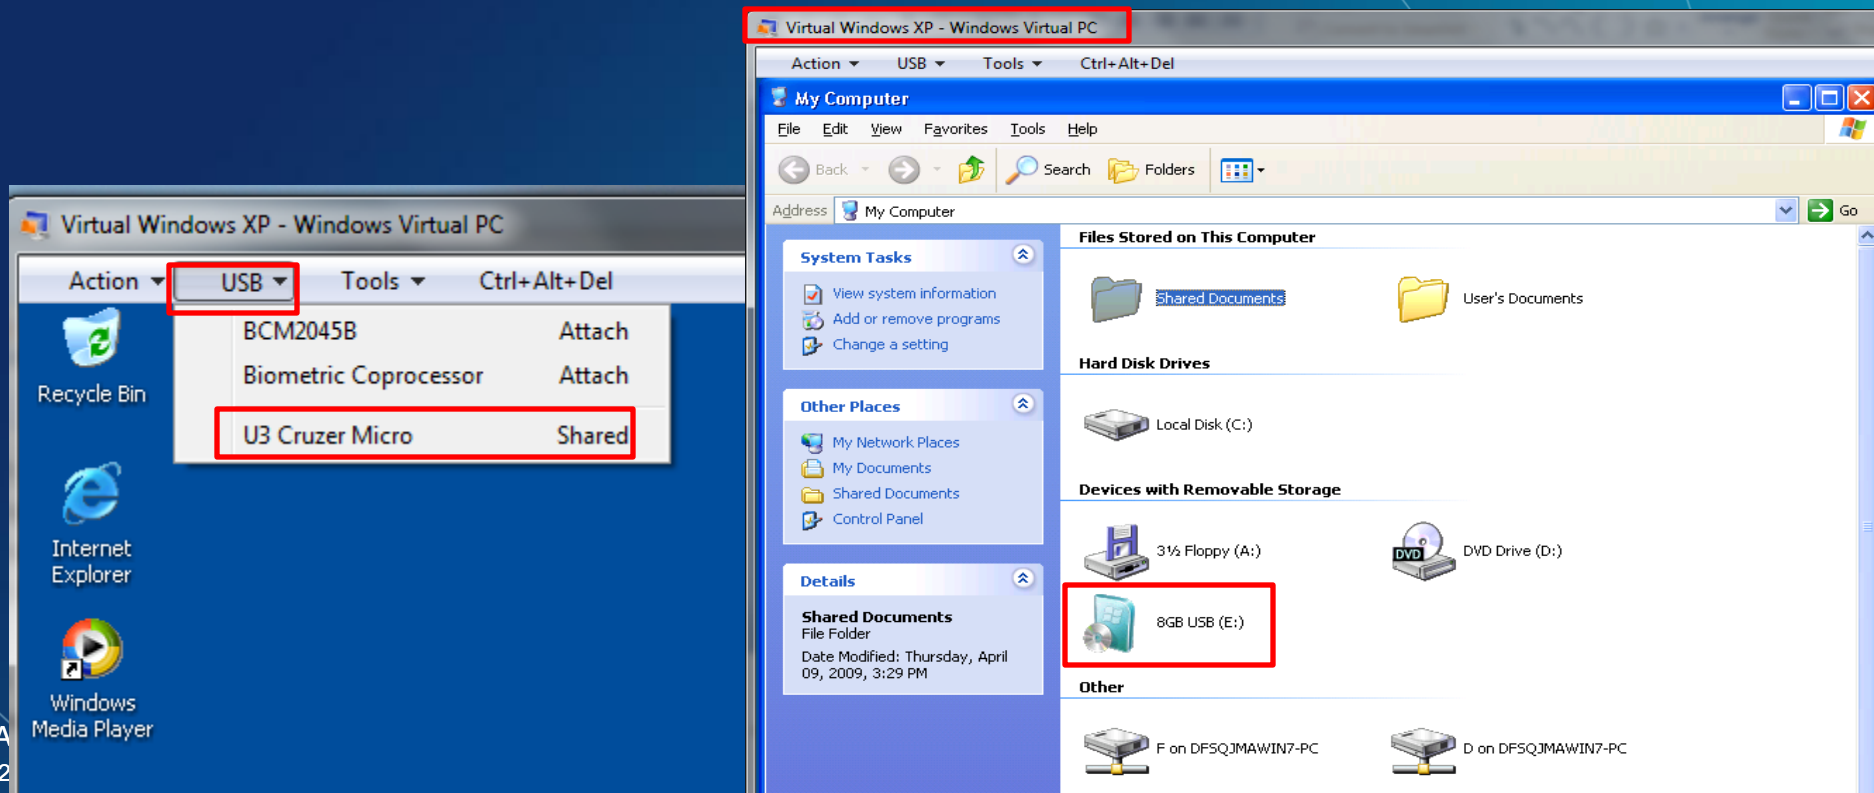 Virtual Windows XP - Windows Virtual PC
Action USB Tools Ctrl+Alt+Del
BCM2045B Attach
Biometric Coprocessor Attach
U3 Cruzer Micro Shared
Recycle Bin
Internet
Explorer
Windows
Media Player
A
2
Virtual Windows XP - Windows Virtual PC
Action USB Tools Ctrl+Alt+Del
My Computer
File Edit View Favorites Tools Help
Back Search Folders
Address My Computer Go
System Tasks
View system information
Add or remove programs
Change a setting
Other Places
My Network Places
My Documents
Shared Documents
Control Panel
Details
Shared Documents
File Folder
Date Modified: Thursday, April
09, 2009, 3:29 PM
Files Stored on This Computer
Shared Documents User's Documents
Hard Disk Drives
Local Disk (C:)
Devices with Removable Storage
3½ Floppy (A:) DVD DVD Drive (D:)
8GB USB (E:)
Other
F on DFSQJMAWIN7-PC D on DFSQJMAWIN7-PC